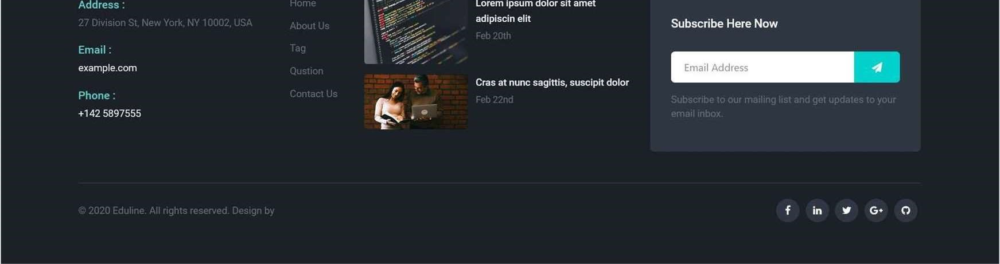 Address :
27 Division St, New York, NY 10002, USA
Email :
example.com
Phone :
+142 5897555
Home
About Us
Tag
Qustion
Contact Us
Lorem ipsum dolor sit amet
adipiscin elit
Feb 20th
Cras at nunc sagittis, suscipit dolor
Feb 22nd
Subscribe Here Now
Email Address
Subscribe to our mailing list and get updates to your
email inbox.
© 2020 Eduline. All rights reserved. Design by